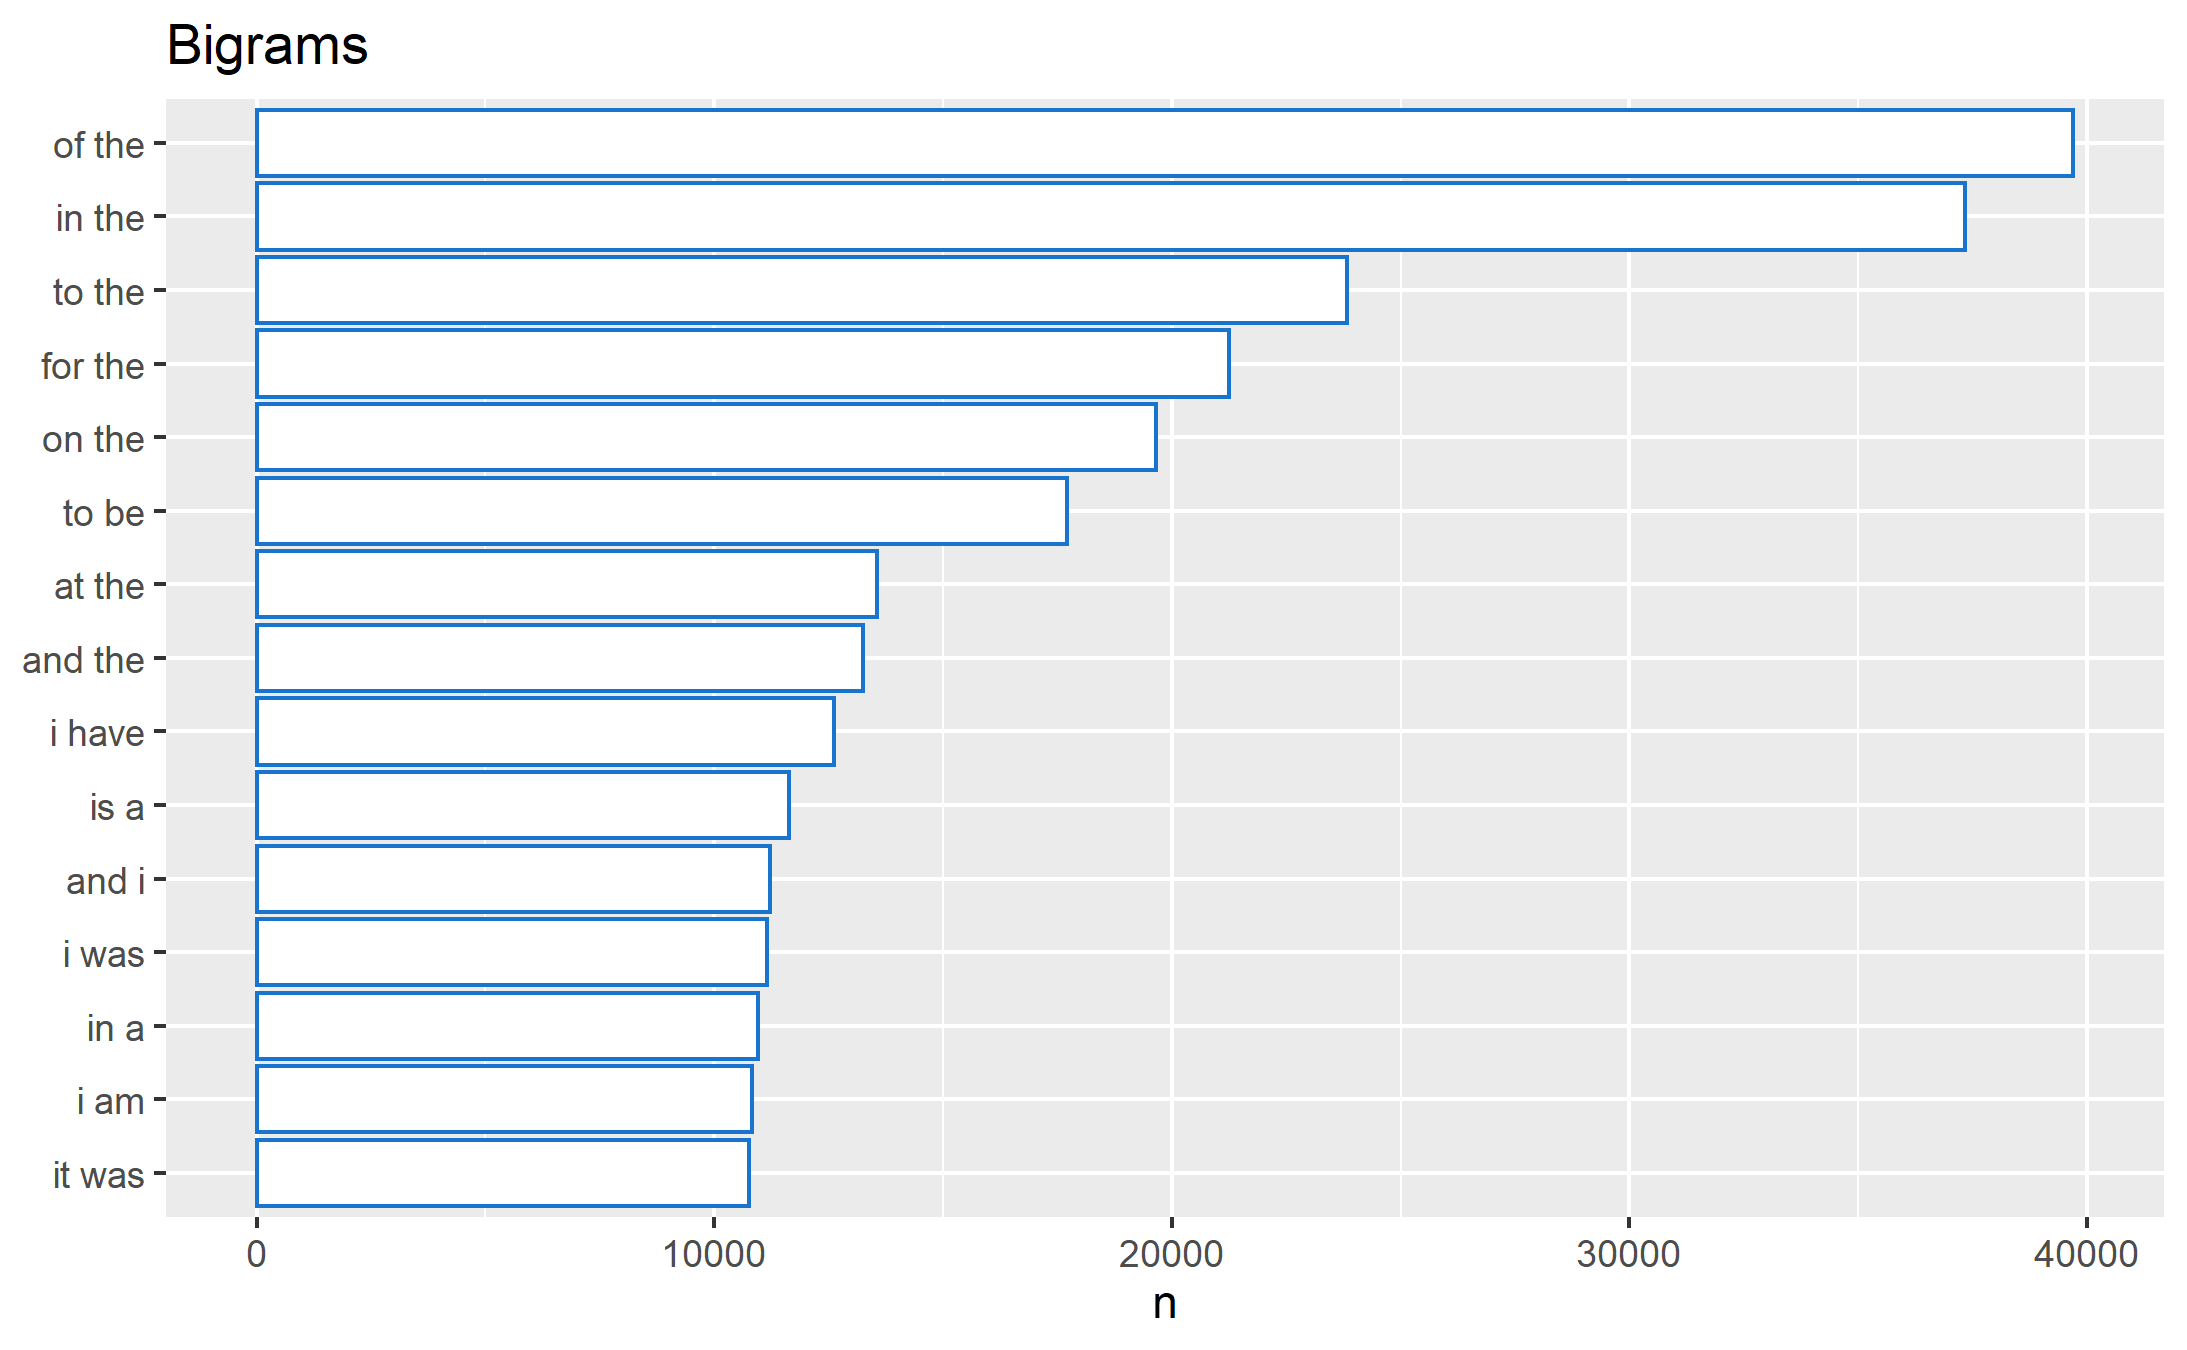 Bigrams
of the
in the
to the
for the
on the
to be
at the
and the
i have
is a
and i
i was
in a
i am
it was
0 10000 20000 30000 40000
n